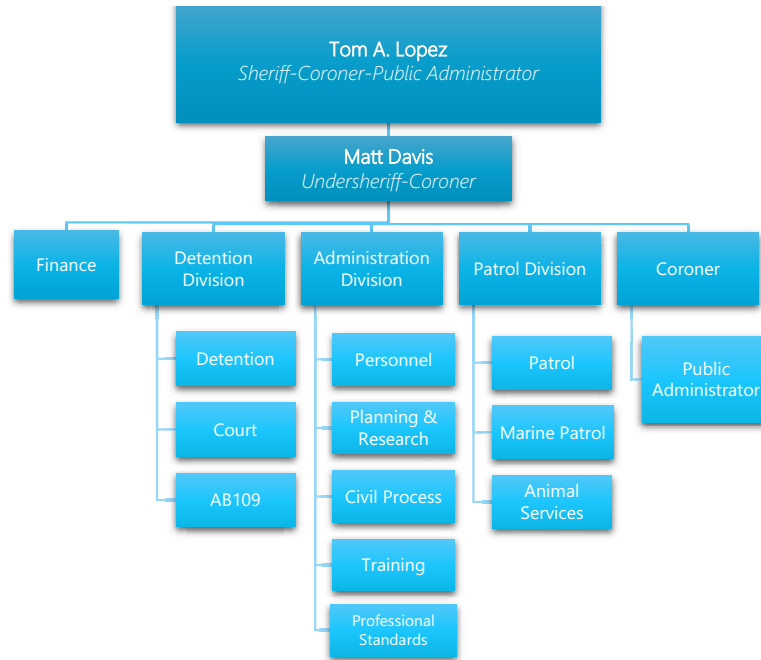 Tom A. Lopez
Sheriff-Coroner-Public Administrator
Matt Davis
Undersheriff-Coroner
Finance
Detention
Division
Administration
Division
Patrol Division
Coroner
Detention
Court
AB109
Personnel
Planning &
Research
Civil Process
Training
Professional
Standards
Patrol
Marine Patrol
Animal
Services
Public
Administrator